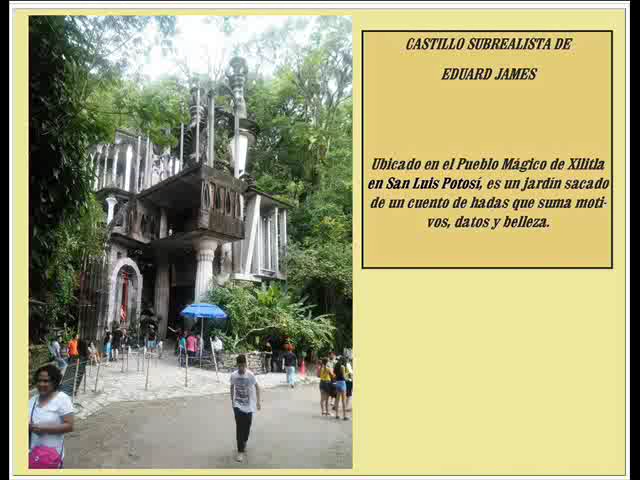 CASTILLO SUBREALISTA DE
EDUARD JAMES
Ubicado en el Pueblo Mágico de Xilitla
en San Luis Potosí, es un jardín sacado
de un cuento de hadas que suma moti-
vos, datos y belleza.